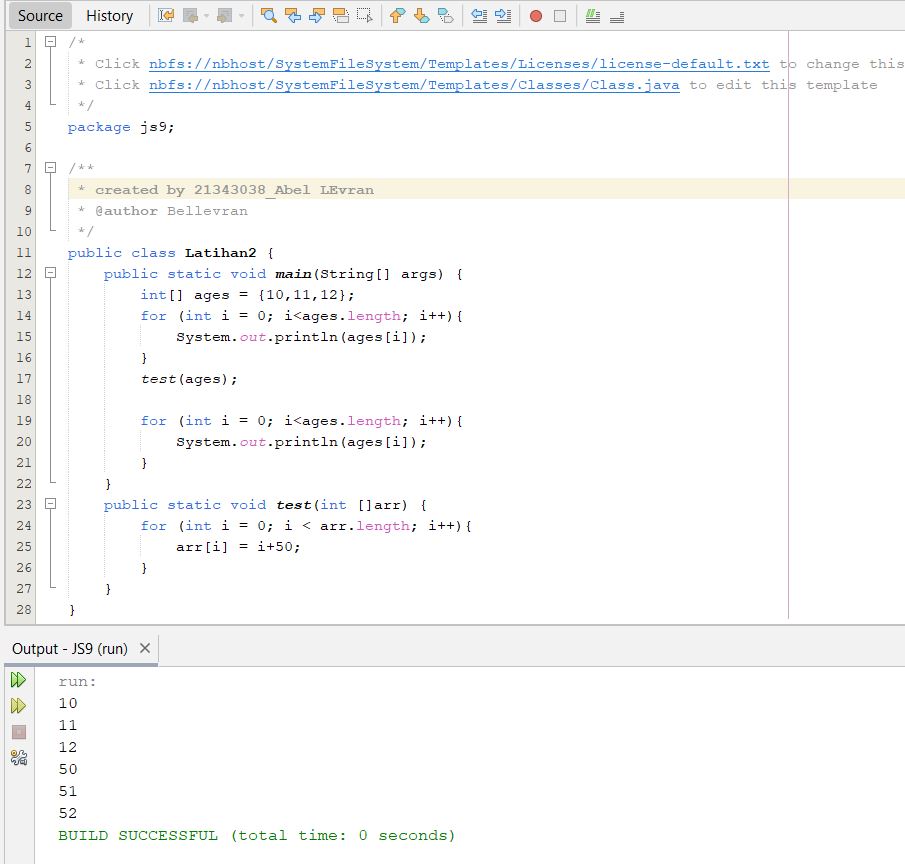 Source History
1 /*
2 * Click nbfs://nbhost/SystemFileSystem/Templates/Licenses/license-default.txt to change this
3 * Click nbfs://nbhost/SystemFileSystem/Templates/Classes/Class.java to edit this template
4 */
5 package js9;
6
7 /**
8 * created by 21343038_Abel LEvran
9 * @author Bellevran
10 */
11 public class Latihan2 {
12 public static void main(String[] args) {
13 int[] ages = {10,11,12};
14 for (int i = 0; i<ages.length; i++){
15 System.out.println(ages[i]);
16 }
17 test(ages);
18
19 for (int i = 0; i<ages.length; i++){
20 System.out.println(ages[i]);
21 }
22 }
23 public static void test(int []arr) {
24 for (int i = 0; i < arr.length; i++){
25 arr[i] = i+50;
26 }
27 }
28 }
Output - JS9 (run) ×
run:
10
11
12
50
51
52
BUILD SUCCESSFUL (total time: 0 seconds)